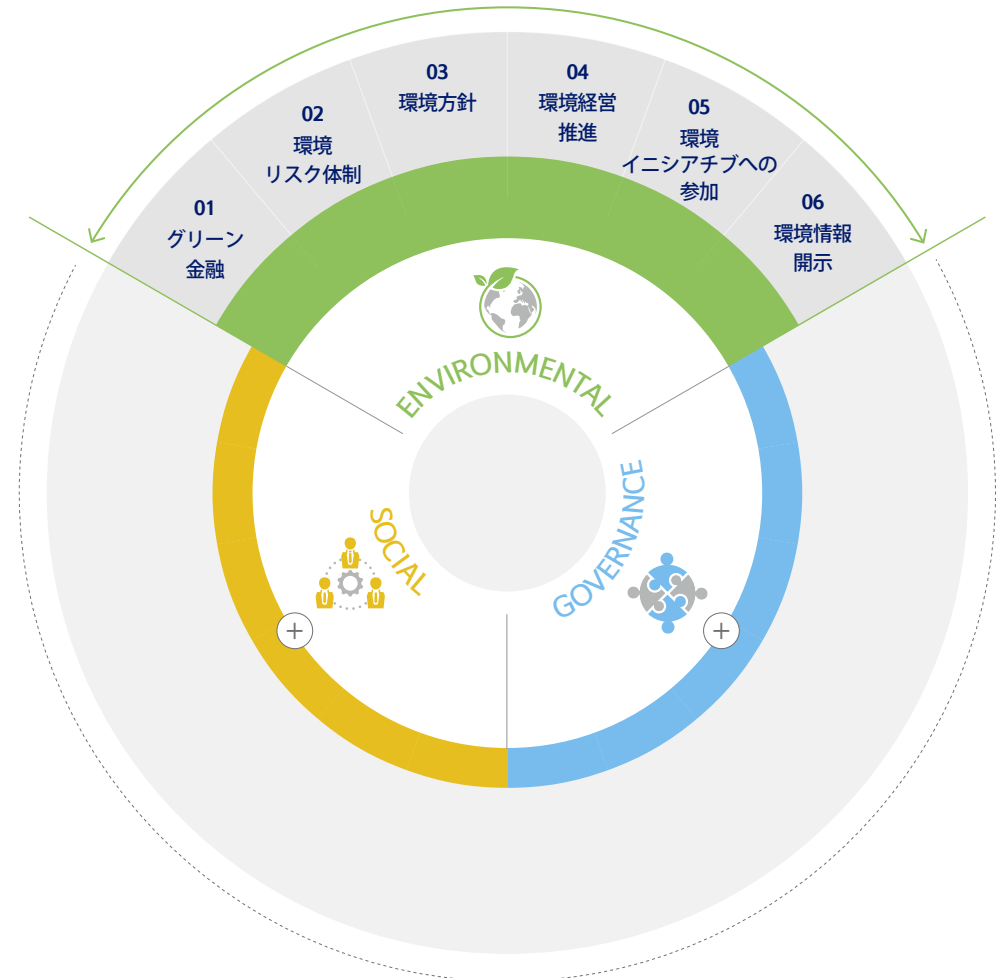 01
グリーン
金融
02
環境
リスク体制
03
環境方針
04
環境経営
推進
05
環境
イニシアチブへの
参加
06
環境情報
開示
ENVIRONMENTAL
SOCIAL
GOVERNANCE